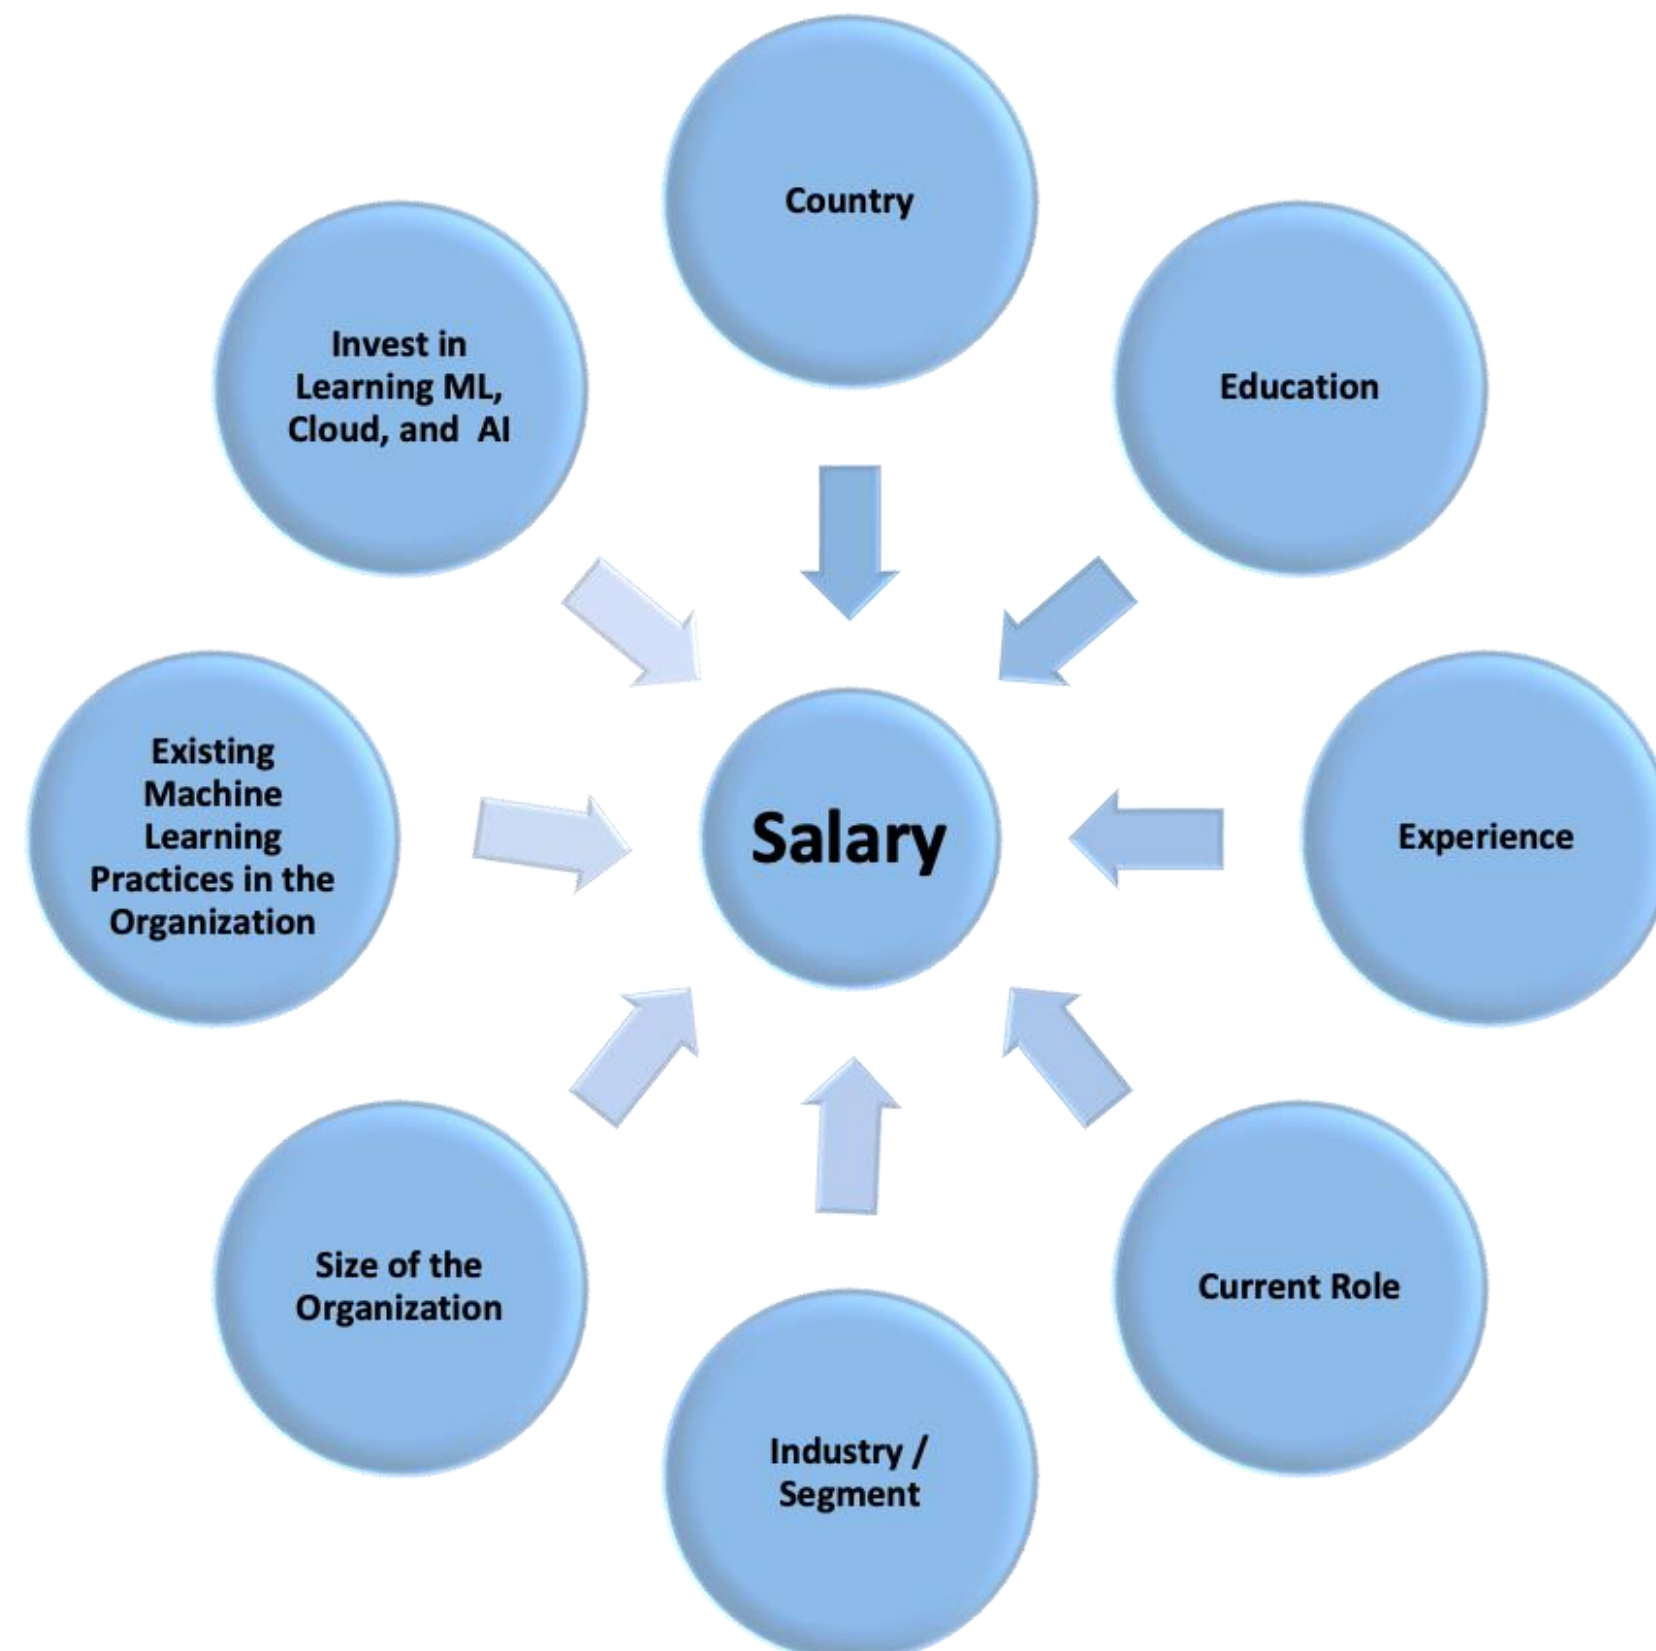 Country
Invest in
Learning ML,
Cloud, and  AI
Education
Existing
Machine
Learning
Practices in the
Organization
Salary
Experience
Size of the
Organization
Current Role
Industry /
Segment